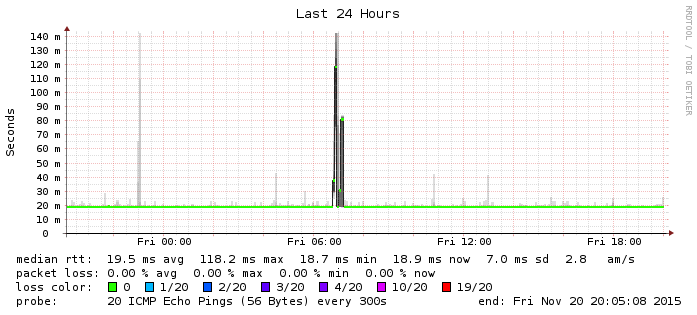 Last 24 Hours
RRDTOOL / TOBI OETIKER
Seconds
140 m
130 m
120 m
110 m
100 m
90 m
80 m
70 m
60 m
50 m
40 m
30 m
20 m
10 m
0
Fri 00:00 Fri 06:00 Fri 12:00 Fri 18:00
median rtt: 19.5 ms avg 118.2 ms max 18.7 ms min 18.9 ms now 7.0 ms sd 2.8 am/s
packet loss: 0.00 % avg 0.00 % max 0.00 % min 0.00 % now
loss color: 0 1/20 2/20 3/20 4/20 10/20 19/20
probe: 20 ICMP Echo Pings (56 Bytes) every 300s end: Fri Nov 20 20:05:08 2015